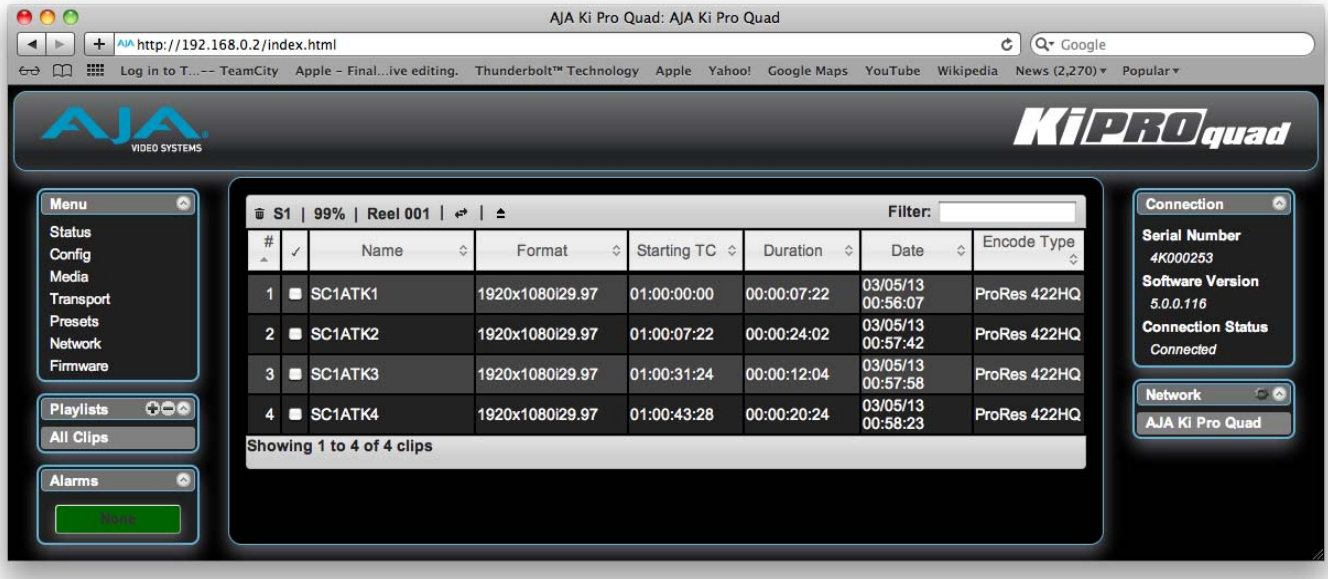 AJA Ki Pro Quad: AJA Ki Pro Quad
AJA http://192.168.0.2/index.html
Google
Log in to T...-- TeamCity Apple - Final...ive editing. Thunderbolt™ Technology Apple Yahoo! Google Maps YouTube Wikipedia News (2,270) Popular
AJA® VIDEO SYSTEMS
Ki PRO quad
Menu
Status
Config
Media
Transport
Presets
Network
Firmware
Playlists
All Clips
Alarms
None
S1 | 99% | Reel 001 | |
Filter:
# ✓ Name Format Starting TC Duration Date Encode Type
1 SC1ATK1 1920x1080i29.97 01:00:00:00 00:00:07:22 03/05/13 00:56:07 ProRes 422HQ
2 SC1ATK2 1920x1080i29.97 01:00:07:22 00:00:24:02 03/05/13 00:57:42 ProRes 422HQ
3 SC1ATK3 1920x1080i29.97 01:00:31:24 00:00:12:04 03/05/13 00:57:58 ProRes 422HQ
4 SC1ATK4 1920x1080i29.97 01:00:43:28 00:00:20:24 03/05/13 00:58:23 ProRes 422HQ
Showing 1 to 4 of 4 clips
Connection
Serial Number
4K000253
Software Version
5.0.0.116
Connection Status
Connected
Network
AJA Ki Pro Quad